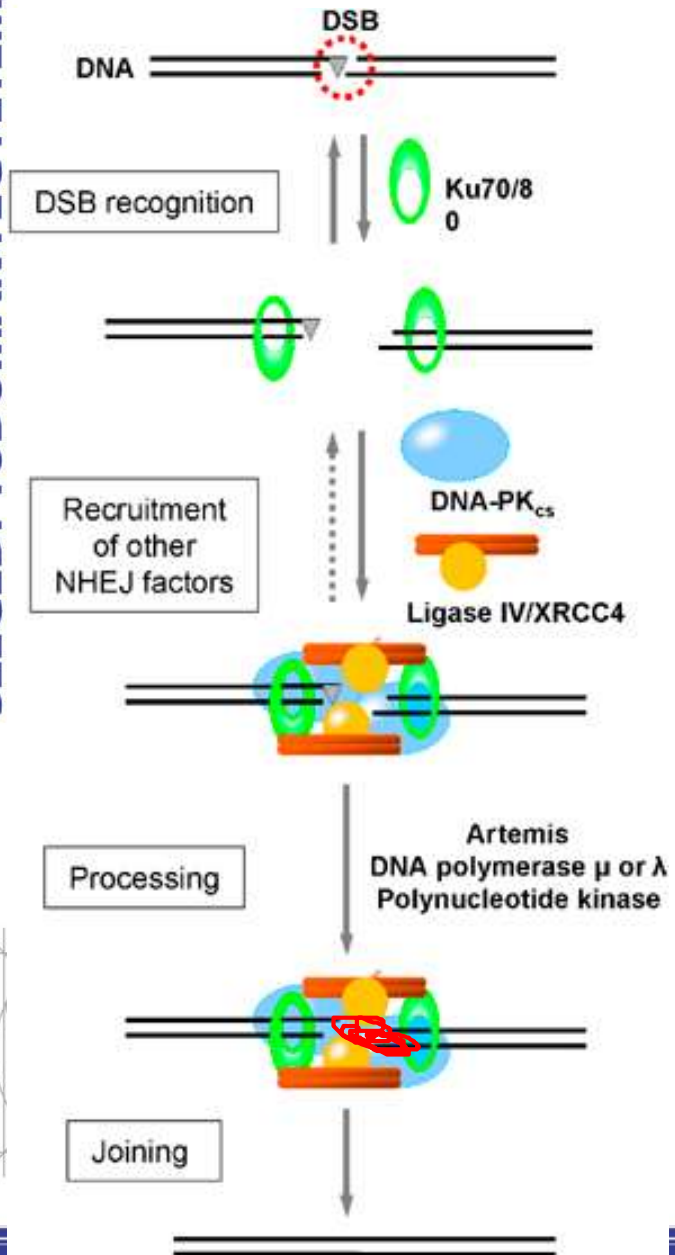 DSB
DNA
DSB recognition
Ku70/8
0
Recruitment
of other
NHEJ factors
DNA-PKcs
Ligase IV/XRCC4
Processing
Artemis
DNA polymerase μ or λ
Polynucleotide kinase
Joining